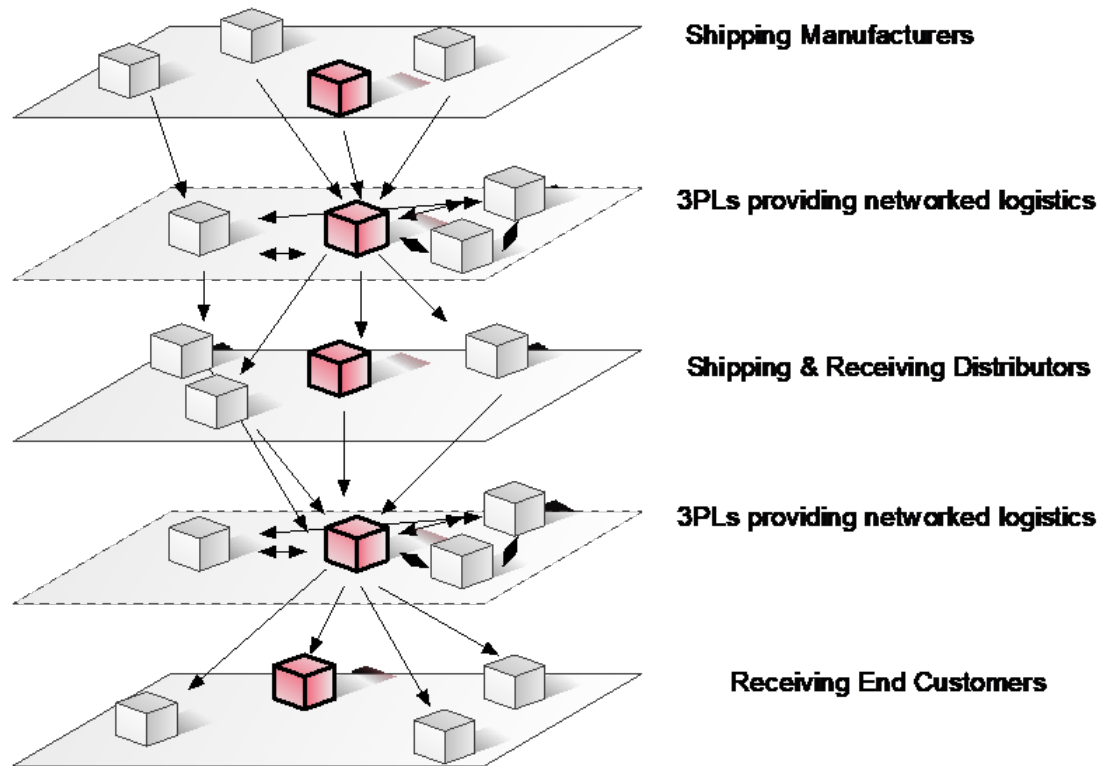 Shipping Manufacturers
3PLs providing networked logistics
Shipping & Receiving Distributors
3PLs providing networked logistics
Receiving End Customers